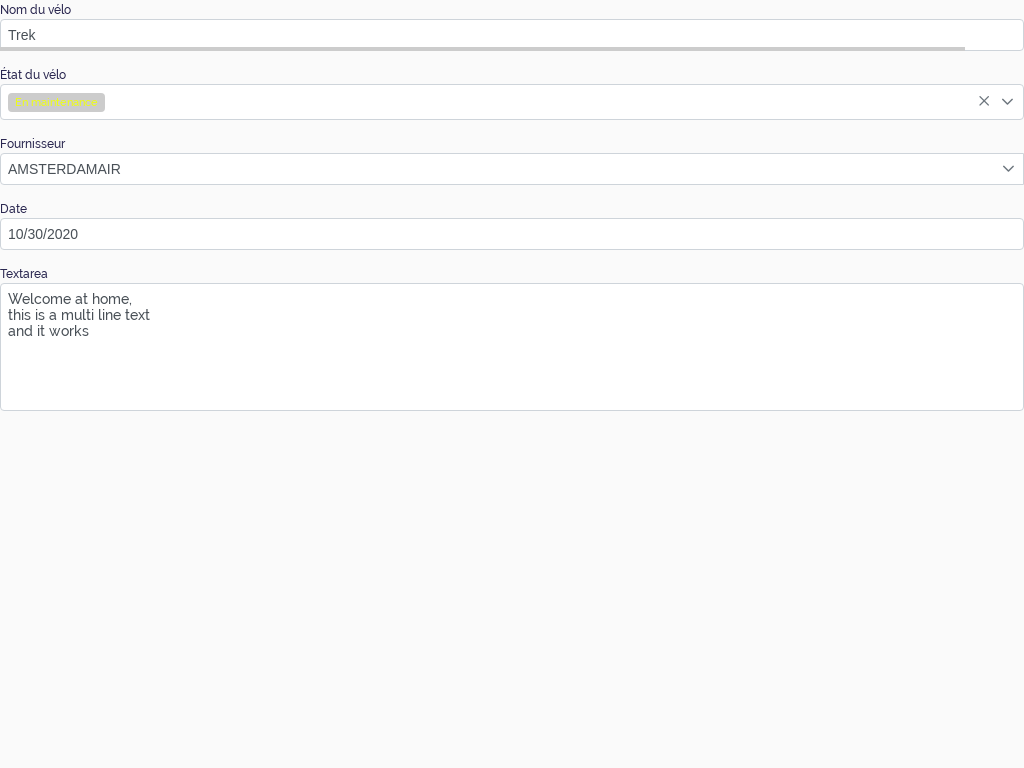 Nom du vélo
Trek
État du vélo
En maintenance
Fournisseur
AMSTERDAMAIR
Date
10/30/2020
Textarea
Welcome at home,
this is a multi line text
and it works